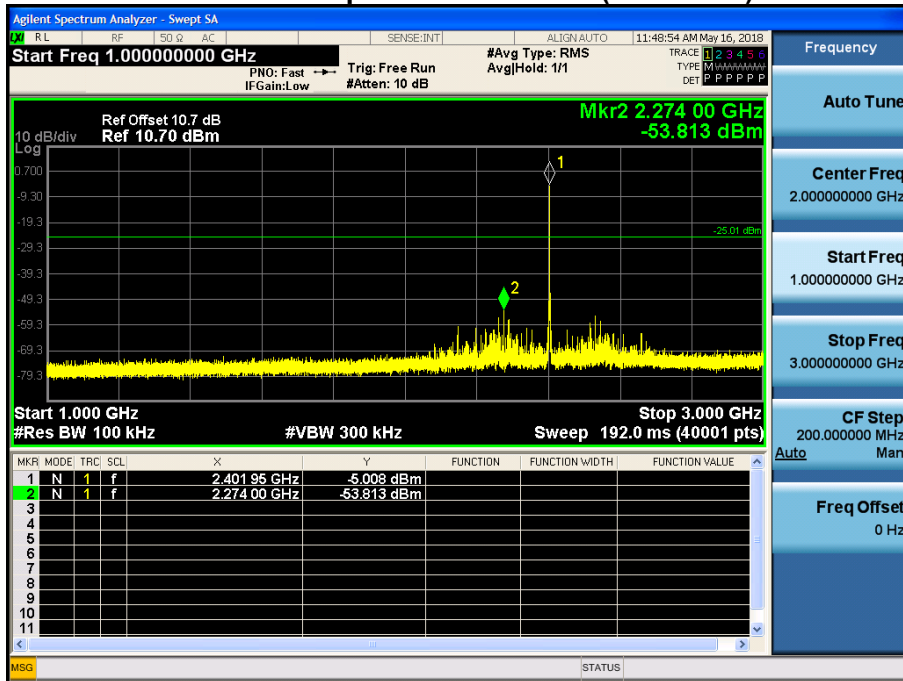 Agilent Spectrum Analyzer - Swept SA
LXI RL RF 50 Ω AC SENSE:INT ALIGN AUTO 11:48:54 AM May 16, 2018
Start Freq 1.000000000 GHz
PNO: Fast
IFGain:Low
Trig: Free Run
#Atten: 10 dB
#Avg Type: RMS
Avg|Hold: 1/1
TRACE 1 2 3 4 5 6
TYPE M W W W W W
DET P P P P P P
Frequency
Auto Tune
Center Freq
2.000000000 GHz
Start Freq
1.000000000 GHz
Stop Freq
3.000000000 GHz
CF Step
200.000000 MHz
Auto Man
Freq Offset
0 Hz
Mkr2 2.274 00 GHz
-53.813 dBm
Ref Offset 10.7 dB
10 dB/div Ref 10.70 dBm
Log
1
0.700
-9.30
-19.3
-25.01 dBm
-29.3
-39.3
2
-49.3
-59.3
-69.3
-79.3
Start 1.000 GHz Stop 3.000 GHz
#Res BW 100 kHz #VBW 300 kHz Sweep 192.0 ms (40001 pts)
MKR MODE TRC SCL X Y FUNCTION FUNCTION WIDTH FUNCTION VALUE
1 N 1 f 2.401 95 GHz -5.008 dBm
2 N 1 f 2.274 00 GHz -53.813 dBm
3
4
5
6
7
8
9
10
11
MSG STATUS